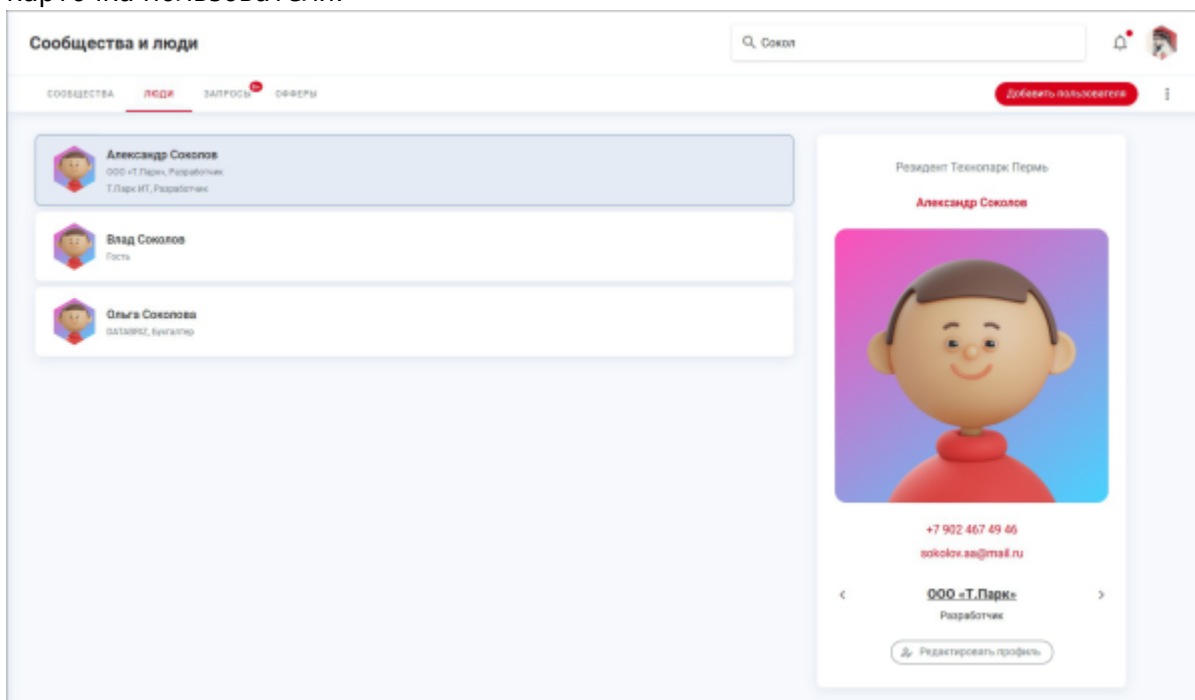 карточка пользователя.
Сообщества и люди
Сокол
СООБЩЕСТВА ЛЮДИ ЗАПРОСЫ 9+ ОФФЕРЫ
Добавить пользователя
Александр Соколов
ООО «Т.Парк», Разработчик
Т.Парк ИТ, Разработчик
Влад Соколов
Гость
Ольга Соколова
DATABRIZ, Бухгалтер
Резидент Технопарк Пермь
Александр Соколов
+7 902 467 49 46
sokolov.aa@mail.ru
< ООО «Т.Парк» >
Разработчик
Редактировать профиль